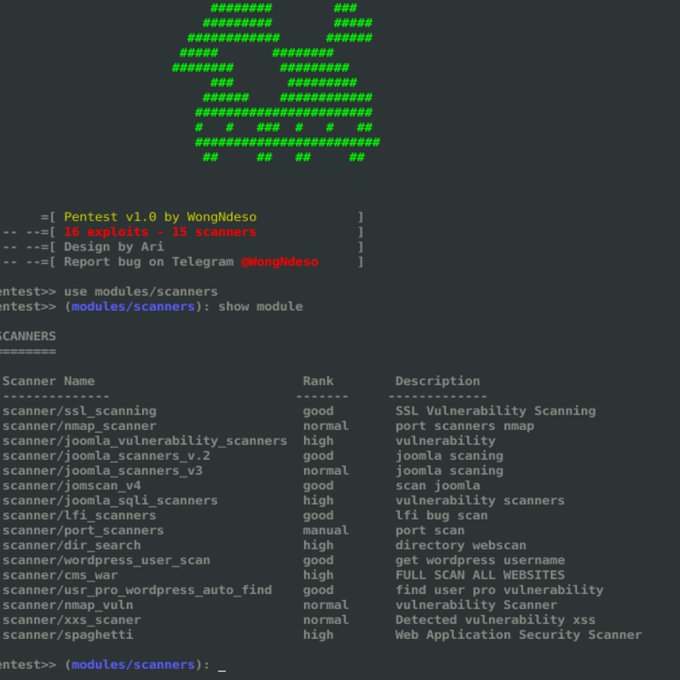 ######## ###
######### #####
############ ######
##### ########
######## #########
### #########
###### ############
#######################
# # ### # # ##
########################
## ## ## ##
=[ Pentest v1.0 by WongNdeso ]
-- --=[ 16 exploits - 15 scanners ]
-- --=[ Design by Ari ]
-- --=[ Report bug on Telegram @WongNdeso ]
entest>> use modules/scanners
entest>> (modules/scanners): show module
SCANNERS
========
Scanner Name Rank Description
-------------- ------- -------------
scanner/ssl_scanning good SSL Vulnerability Scanning
scanner/nmap_scanner normal port scanners nmap
scanner/joomla_vulnerability_scanners high vulnerability
scanner/joomla_scanners_v.2 good joomla scaning
scanner/joomla_scanners_v3 normal joomla scaning
scanner/jomscan_v4 good scan joomla
scanner/joomla_sqli_scanners high vulnerability scanners
scanner/lfi_scanners good lfi bug scan
scanner/port_scanners manual port scan
scanner/dir_search high directory webscan
scanner/wordpress_user_scan good get wordpress username
scanner/cms_war high FULL SCAN ALL WEBSITES
scanner/usr_pro_wordpress_auto_find good find user pro vulnerability
scanner/nmap_vuln normal vulnerability Scanner
scanner/xxs_scaner normal Detected vulnerability xss
scanner/spaghetti high Web Application Security Scanner
entest>> (modules/scanners): _